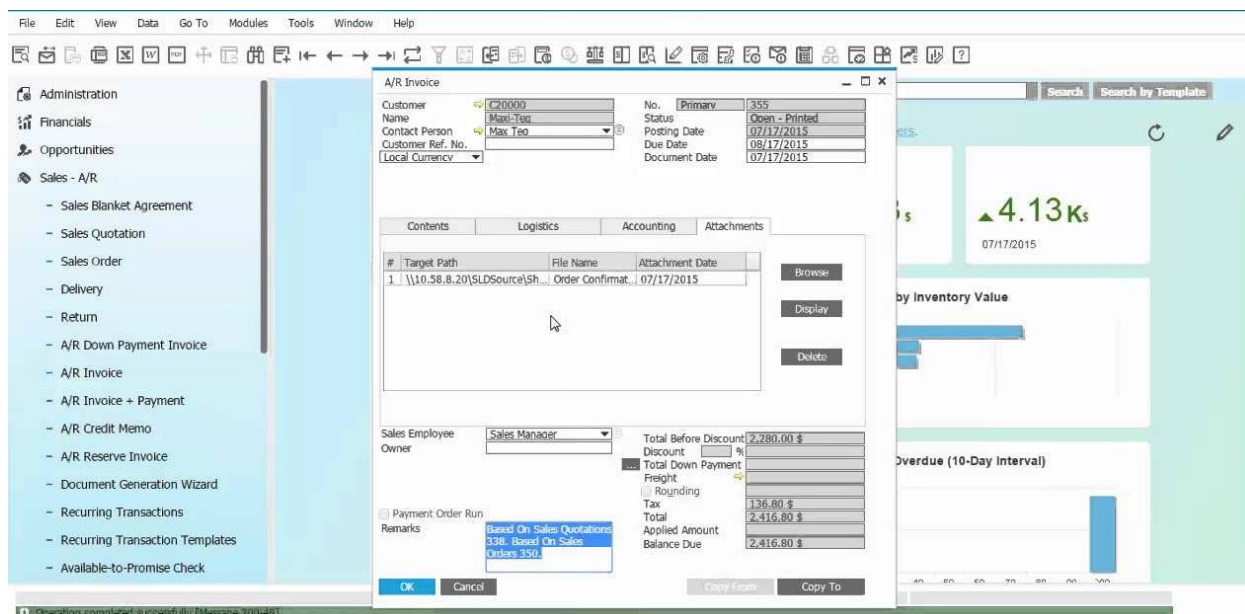 File Edit View Data Go To Modules Tools Window Help
A/R Invoice
Administration
Financials
Opportunities
Sales - A/R
- Sales Blanket Agreement
- Sales Quotation
- Sales Order
- Delivery
- Return
- A/R Down Payment Invoice
- A/R Invoice
- A/R Invoice + Payment
- A/R Credit Memo
- A/R Reserve Invoice
- Document Generation Wizard
- Recurring Transactions
- Recurring Transaction Templates
- Available-to-Promise Check
Customer C20000
Name Maxi-Teq
Contact Person Max Teq
Customer Ref. No.
Local Currency
No. Primary 355
Status Open - Printed
Posting Date 07/17/2015
Due Date 08/17/2015
Document Date 07/17/2015
Contents Logistics Accounting Attachments
# Target Path File Name Attachment Date
1 \\10.58.8.20\SLDSource\Sh... Order Confirmat... 07/17/2015
Browse
Display
Delete
Sales Employee Sales Manager
Owner
Payment Order Run
Remarks Based On Sales Quotations
338. Based On Sales
Orders 350.
Total Before Discount 2,280.00 $
Discount %
... Total Down Payment
Freight
Rounding
Tax 136.80 $
Total 2,416.80 $
Applied Amount
Balance Due 2,416.80 $
OK Cancel Copy From Copy To
Search Search by Template
4.13 K$
07/17/2015
by Inventory Value
Overdue (10-Day Interval)
Operation completed successfully [Message 200-48]